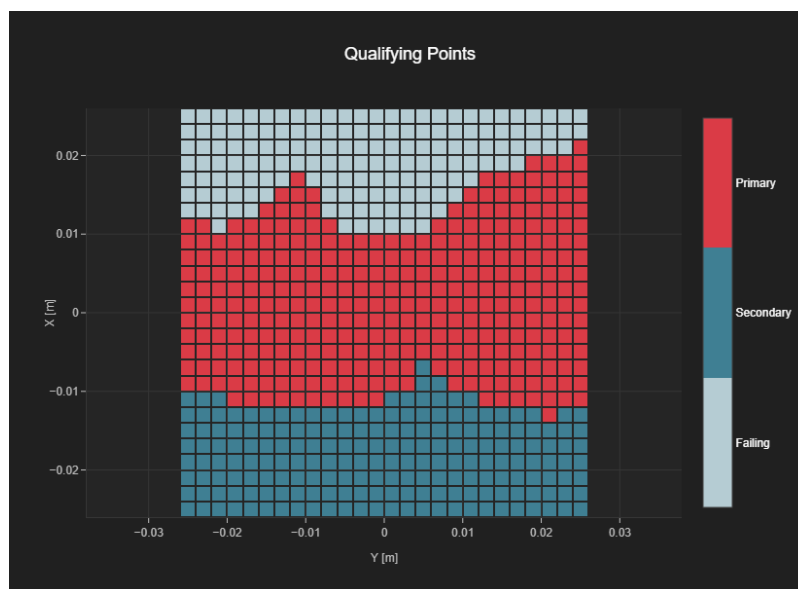 Qualifying Points
0.02
0.01
0
−0.01
−0.02
X [m]
−0.03
−0.02
−0.01
0
0.01
0.02
0.03
Y [m]
Primary
Secondary
Failing